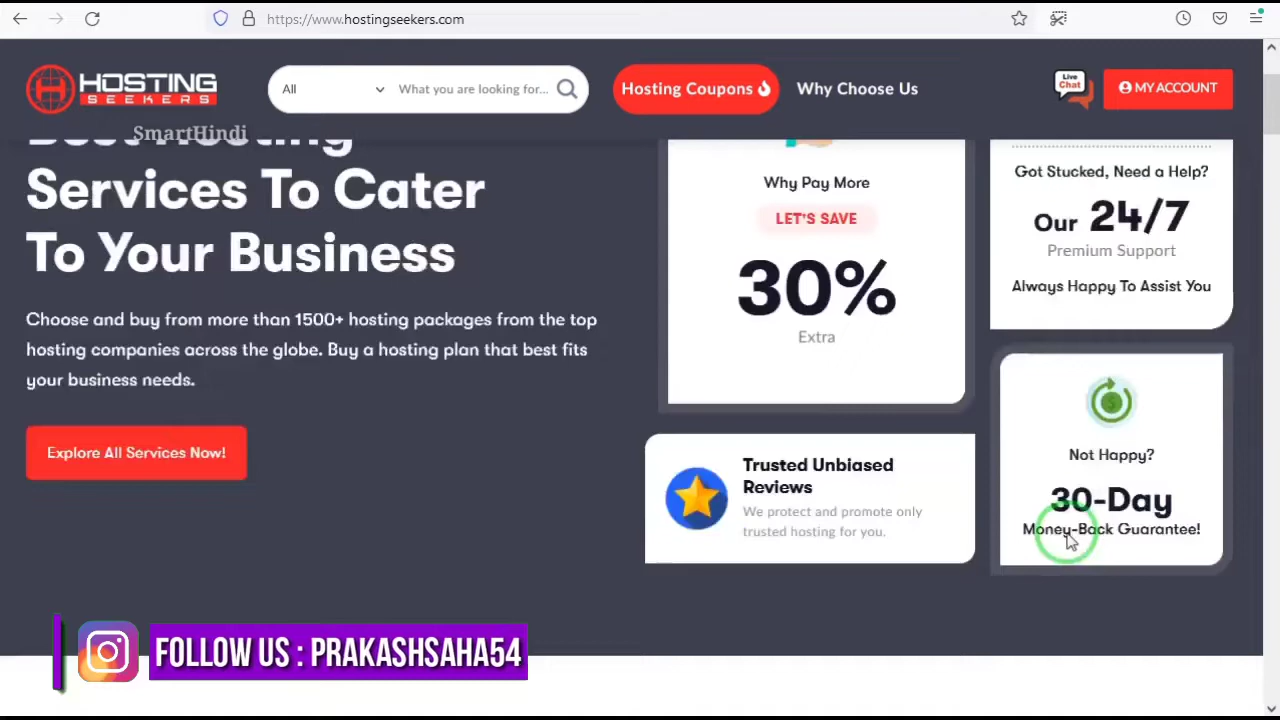 https://www.hostingseekers.com
HOSTING
SEEKERS
All
What you are looking for...
Hosting Coupons
Why Choose Us
Live
Chat
MY ACCOUNT
SmartHindi
Best Hosting
Services To Cater
To Your Business
Choose and buy from more than 1500+ hosting packages from the top
hosting companies across the globe. Buy a hosting plan that best fits
your business needs.
Explore All Services Now!
Why Pay More
LET'S SAVE
30%
Extra
Got Stucked, Need a Help?
Our 24/7
Premium Support
Always Happy To Assist You
Trusted Unbiased
Reviews
We protect and promote only
trusted hosting for you.
Not Happy?
30-Day
Money-Back Guarantee!
FOLLOW US : PRAKASHSAHA54